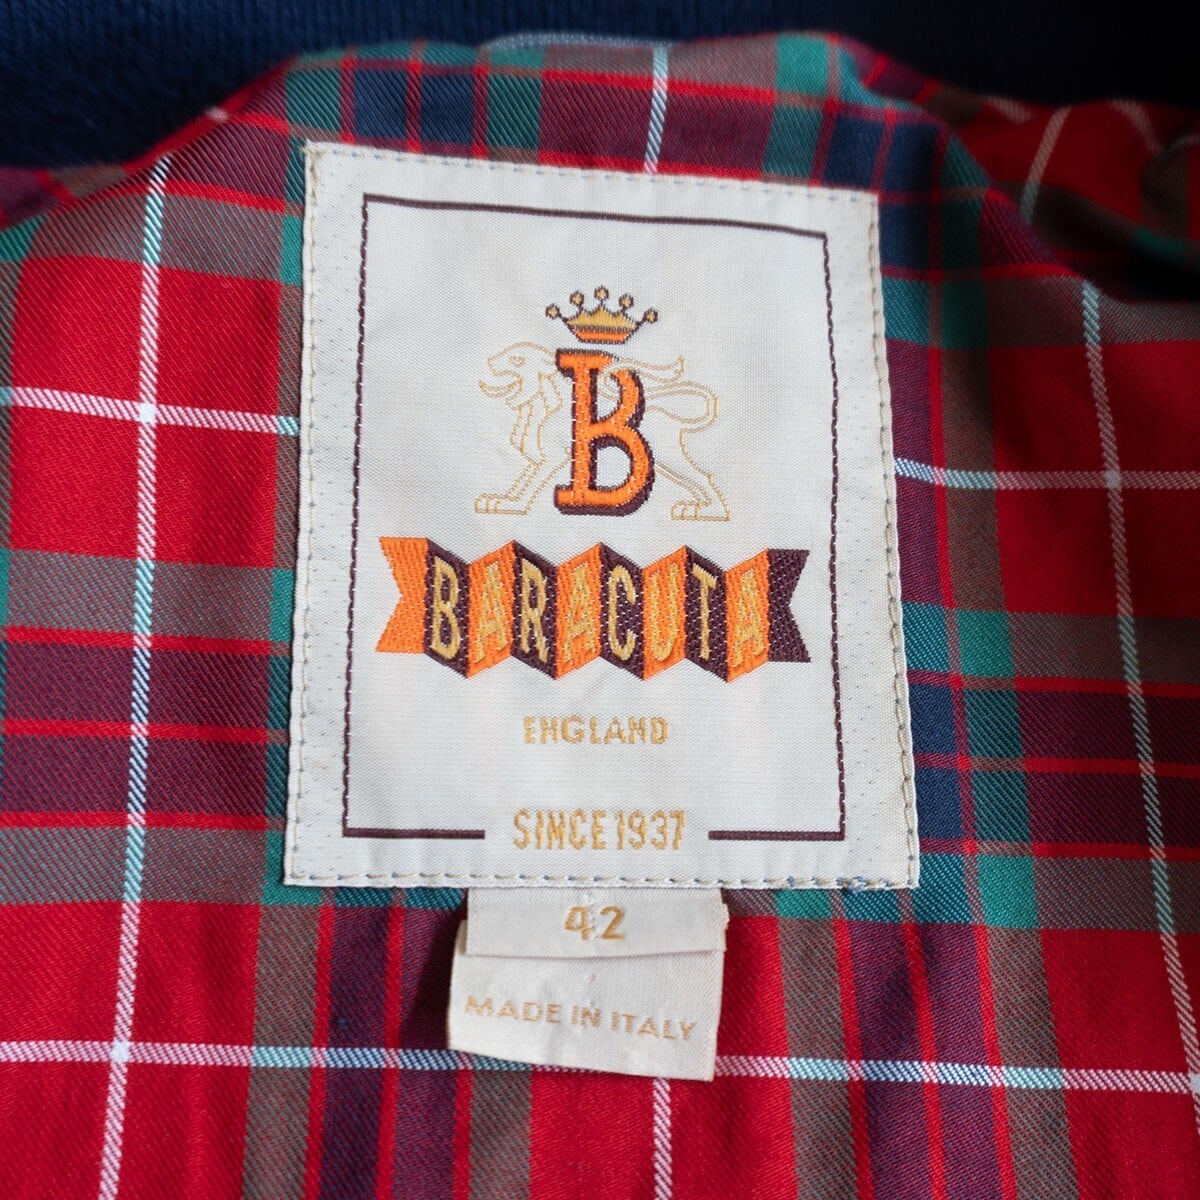 B
BARACUTA
ENGLAND
SINCE 1937
42
MADE IN ITALY